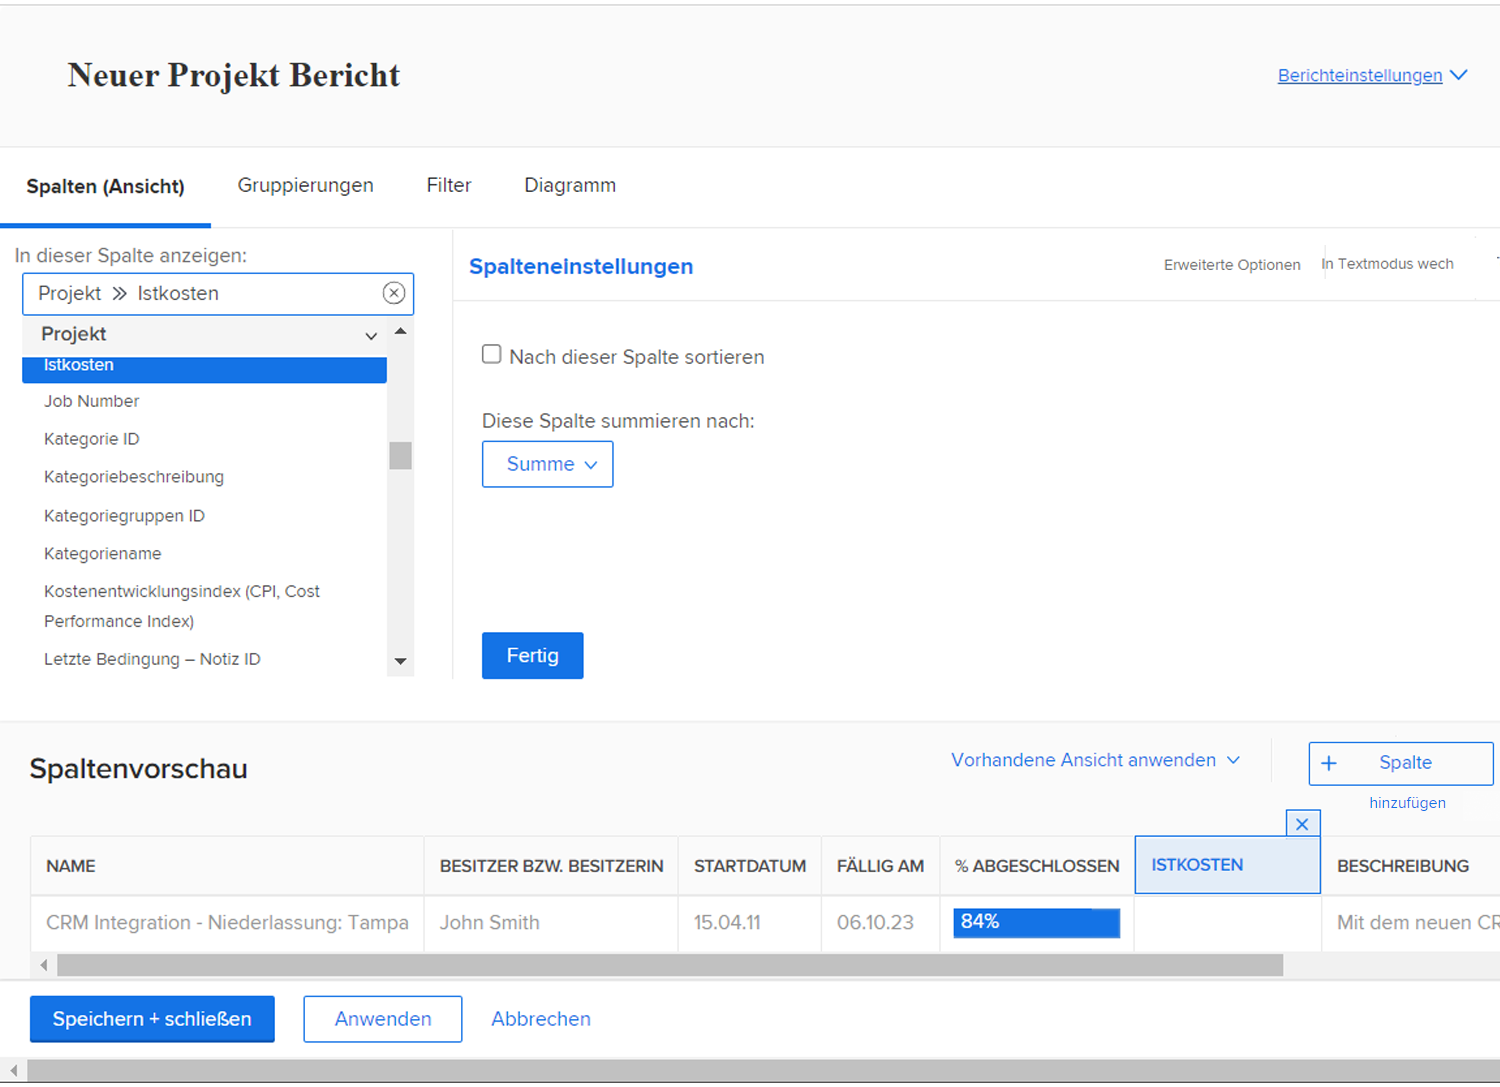 Neuer Projekt Bericht
Berichteinstellungen
Spalten (Ansicht)
Gruppierungen
Filter
Diagramm
In dieser Spalte anzeigen:
Projekt >> Istkosten
Projekt
Istkosten
Job Number
Kategorie ID
Kategoriebeschreibung
Kategoriegruppen ID
Kategoriename
Kostenentwicklungsindex (CPI, Cost
Performance Index)
Letzte Bedingung – Notiz ID
Spalteneinstellungen
Erweiterte Optionen
In Textmodus wech
Nach dieser Spalte sortieren
Diese Spalte summieren nach:
Summe
Fertig
Spaltenvorschau
Vorhandene Ansicht anwenden
+ Spalte
hinzufügen
NAME BESITZER BZW. BESITZERIN STARTDATUM FÄLLIG AM % ABGESCHLOSSEN ISTKOSTEN BESCHREIBUNG
CRM Integration - Niederlassung: Tampa John Smith 15.04.11 06.10.23 84% Mit dem neuen CR
Speichern + schließen
Anwenden
Abbrechen